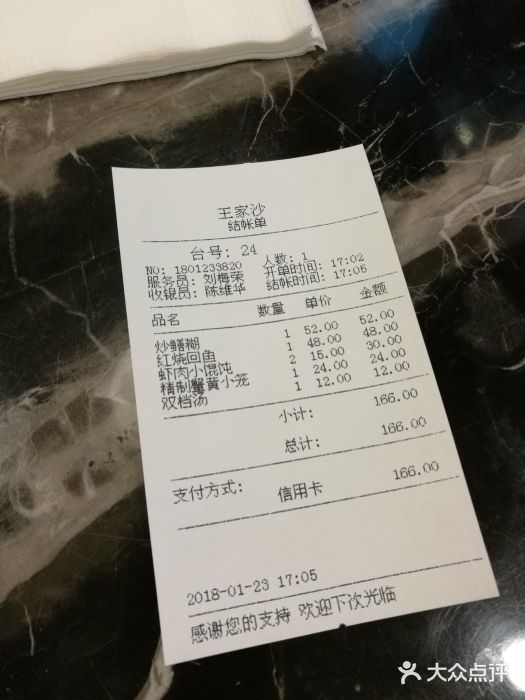 王家沙
结帐单
台号: 24 人数: 1
NO: 1801233820 开单时间: 17:02
服务员: 刘梅荣 结帐时间: 17:05
收银员: 陈维华
品名 数量 单价 金额
炒鳝糊 1 52.00 52.00
红烧回鱼 1 48.00 48.00
虾肉小馄饨 2 15.00 30.00
精制蟹黄小笼 1 24.00 24.00
双档汤 1 12.00 12.00
小计: 166.00
总计: 166.00
支付方式: 信用卡 166.00
2018-01-23 17:05
感谢您的支持 欢迎下次光临
大众点评